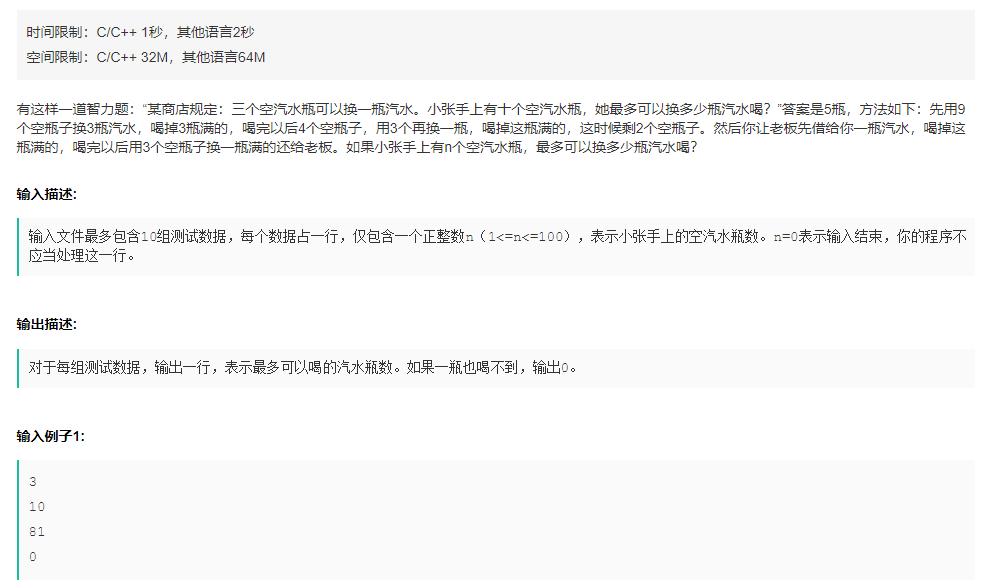 时间限制：C/C++ 1秒，其他语言2秒
空间限制：C/C++ 32M，其他语言64M
有这样一道智力题：“某商店规定：三个空汽水瓶可以换一瓶汽水。小张手上有十个空汽水瓶，她最多可以换多少瓶汽水喝？”答案是5瓶，方法如下：先用9
个空瓶子换3瓶汽水，喝掉3瓶满的，喝完以后4个空瓶子，用3个再换一瓶，喝掉这瓶满的，这时候剩2个空瓶子。然后你让老板先借给你一瓶汽水，喝掉这
瓶满的，喝完以后用3个空瓶子换一瓶满的还给老板。如果小张手上有n个空汽水瓶，最多可以换多少瓶汽水喝？
输入描述:
输入文件最多包含10组测试数据，每个数据占一行，仅包含一个正整数n（1<=n<=100），表示小张手上的空汽水瓶数。n=0表示输入结束，你的程序不
应当处理这一行。
输出描述:
对于每组测试数据，输出一行，表示最多可以喝的汽水瓶数。如果一瓶也喝不到，输出0。
输入例子1:
3
10
81
0